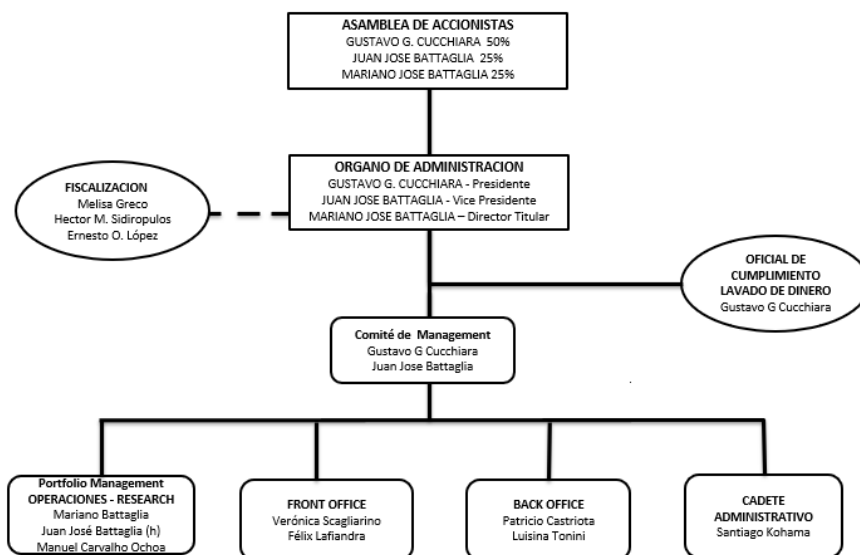 ASAMBLEA DE ACCIONISTAS
GUSTAVO G. CUCCHIARA 50%
JUAN JOSE BATTAGLIA 25%
MARIANO JOSE BATTAGLIA 25%
ORGANO DE ADMINISTRACION
GUSTAVO G. CUCCHIARA - Presidente
JUAN JOSE BATTAGLIA - Vice Presidente
MARIANO JOSE BATTAGLIA – Director Titular
FISCALIZACION
Melisa Greco
Hector M. Sidiropulos
Ernesto O. López
OFICIAL DE
CUMPLIMIENTO
LAVADO DE DINERO
Gustavo G Cucchiara
Comité de Management
Gustavo G Cucchiara
Juan Jose Battaglia
Portfolio Management
OPERACIONES - RESEARCH
Mariano Battaglia
Juan José Battaglia (h)
Manuel Carvalho Ochoa
FRONT OFFICE
Verónica Scagliarino
Félix Lafiandra
BACK OFFICE
Patricio Castriota
Luisina Tonini
CADETE
ADMINISTRATIVO
Santiago Kohama